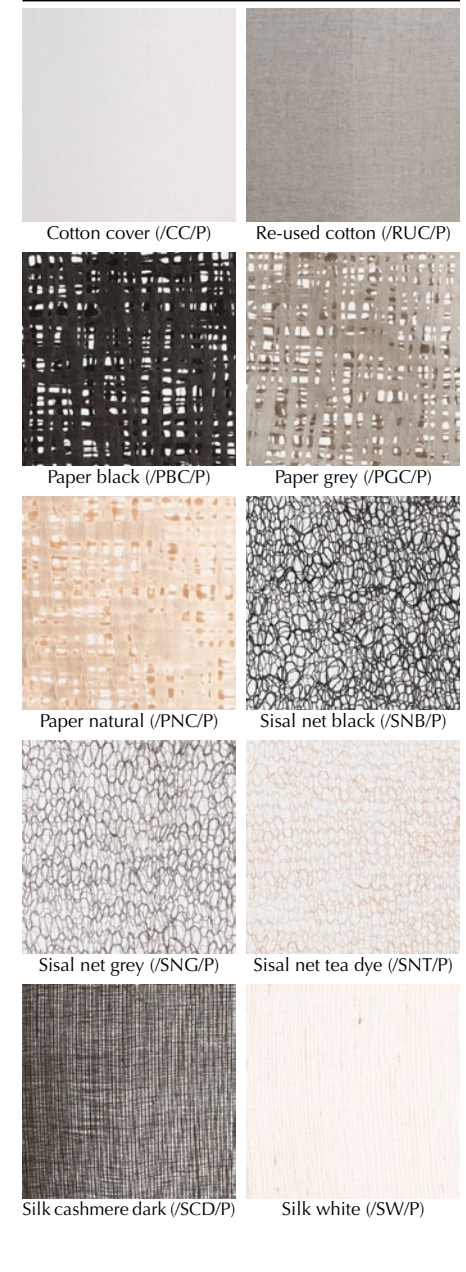 Cotton cover (/CC/P)
Re-used cotton (/RUC/P)
Paper black (/PBC/P)
Paper grey (/PGC/P)
Paper natural (/PNC/P)
Sisal net black (/SNB/P)
Sisal net grey (/SNG/P)
Sisal net tea dye (/SNT/P)
Silk cashmere dark (/SCD/P)
Silk white (/SW/P)